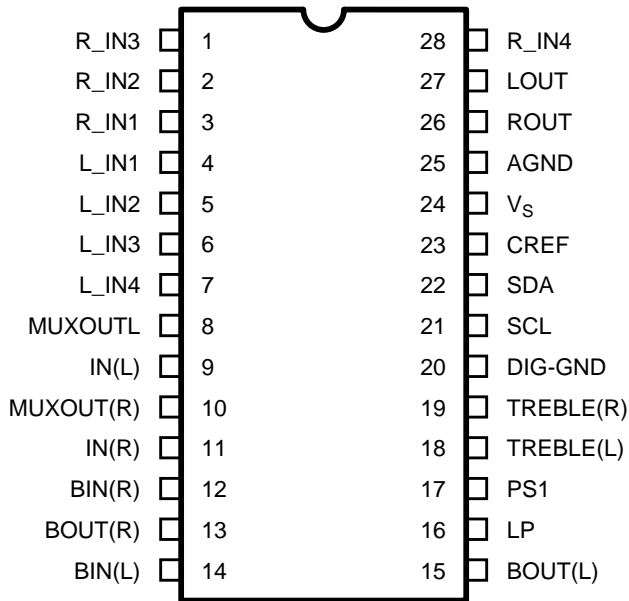 R_IN3 1 28 R_IN4
R_IN2 2 27 LOUT
R_IN1 3 26 ROUT
L_IN1 4 25 AGND
L_IN2 5 24 VS
L_IN3 6 23 CREF
L_IN4 7 22 SDA
MUXOUTL 8 21 SCL
IN(L) 9 20 DIG-GND
MUXOUT(R) 10 19 TREBLE(R)
IN(R) 11 18 TREBLE(L)
BIN(R) 12 17 PS1
BOUT(R) 13 16 LP
BIN(L) 14 15 BOUT(L)